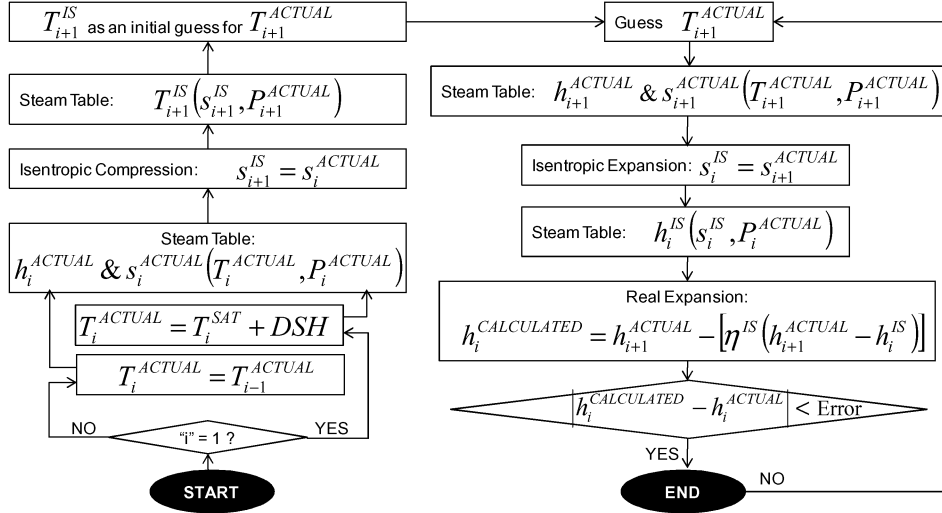 T_{i+1}^{IS} as an initial guess for T_{i+1}^{ACTUAL}
Steam Table: T_{i+1}^{IS}(s_{i+1}^{IS}, P_{i+1}^{ACTUAL})
Isentropic Compression: s_{i+1}^{IS} = s_i^{ACTUAL}
Steam Table:
h_i^{ACTUAL} & s_i^{ACTUAL}(T_i^{ACTUAL}, P_i^{ACTUAL})
T_i^{ACTUAL} = T_i^{SAT} + DSH
T_i^{ACTUAL} = T_{i-1}^{ACTUAL}
NO
"i" = 1 ?
YES
START
Guess T_{i+1}^{ACTUAL}
Steam Table: h_{i+1}^{ACTUAL} & s_{i+1}^{ACTUAL}(T_{i+1}^{ACTUAL}, P_{i+1}^{ACTUAL})
Isentropic Expansion: s_i^{IS} = s_{i+1}^{ACTUAL}
Steam Table: h_i^{IS}(s_i^{IS}, P_i^{ACTUAL})
Real Expansion:
h_i^{CALCULATED} = h_{i+1}^{ACTUAL} - [η^{IS}(h_{i+1}^{ACTUAL} - h_i^{IS})]
|h_i^{CALCULATED} - h_i^{ACTUAL}| < Error
YES
END
NO